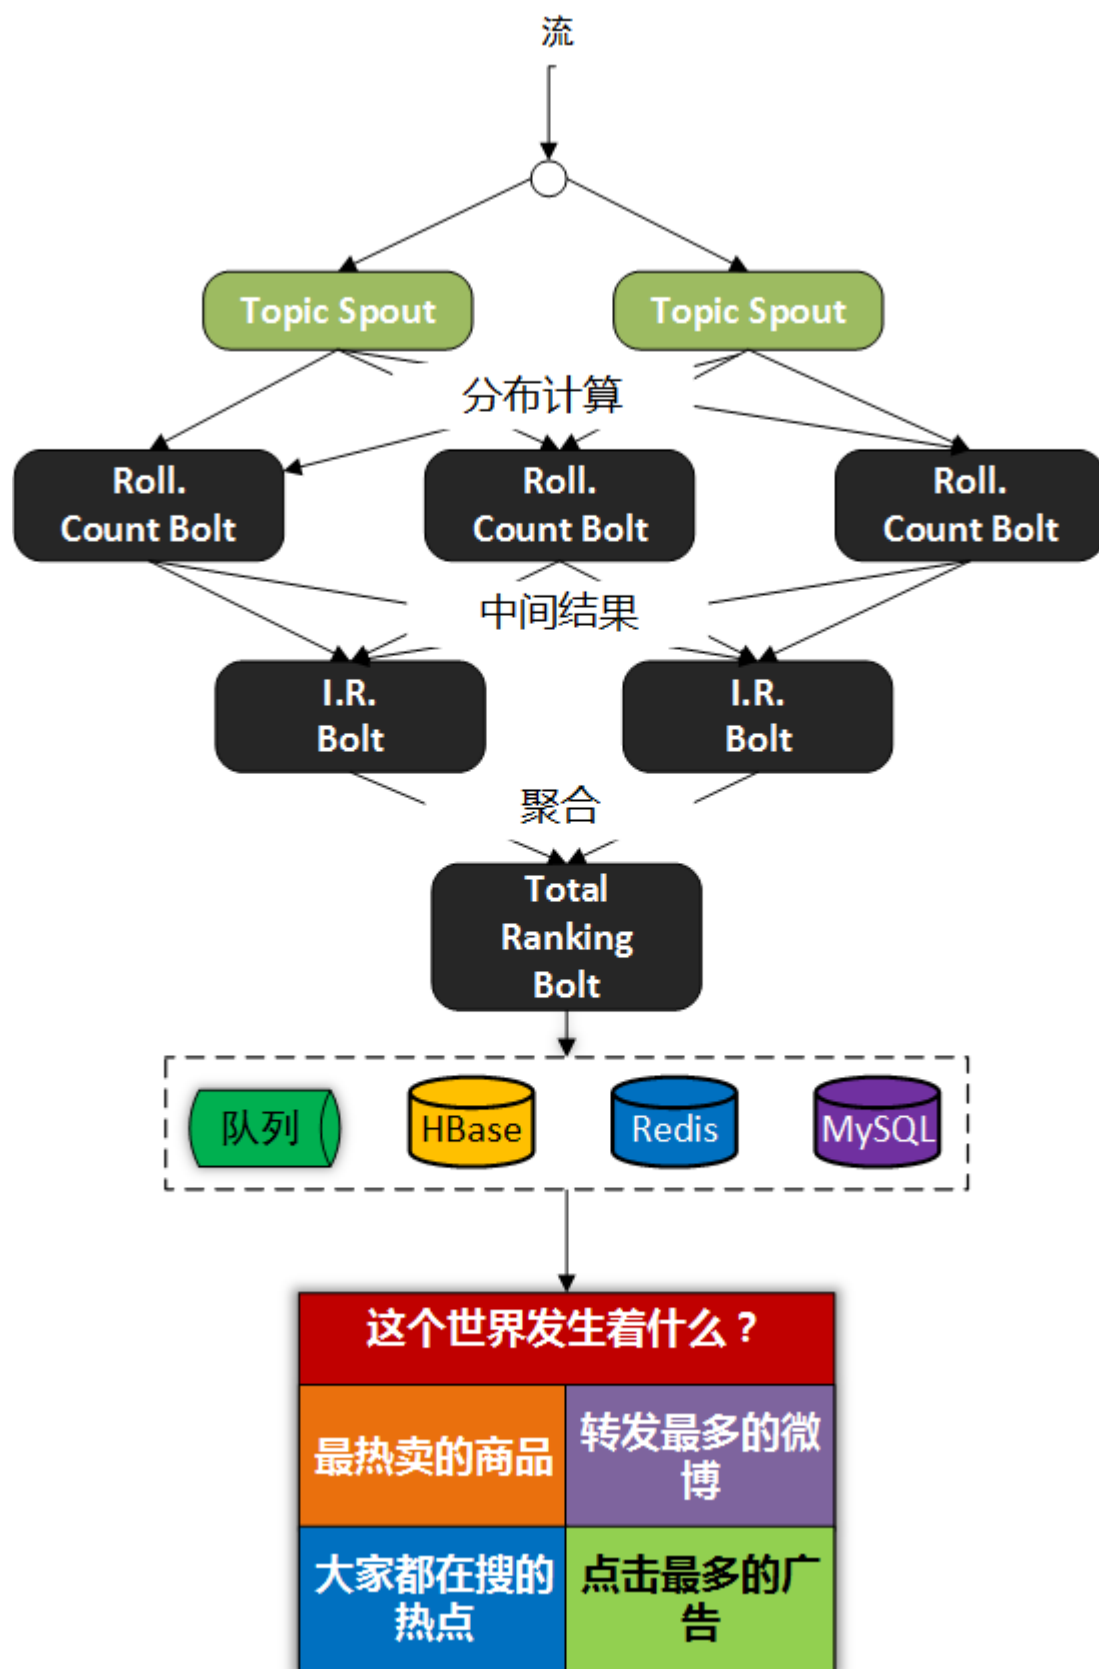 流
Topic Spout
Topic Spout
分布计算
Roll.
Count Bolt
Roll.
Count Bolt
Roll.
Count Bolt
中间结果
I.R.
Bolt
I.R.
Bolt
聚合
Total
Ranking
Bolt
队列
HBase
Redis
MySQL
这个世界发生着什么？
最热卖的商品
转发最多的微
博
大家都在搜的
热点
点击最多的广
告